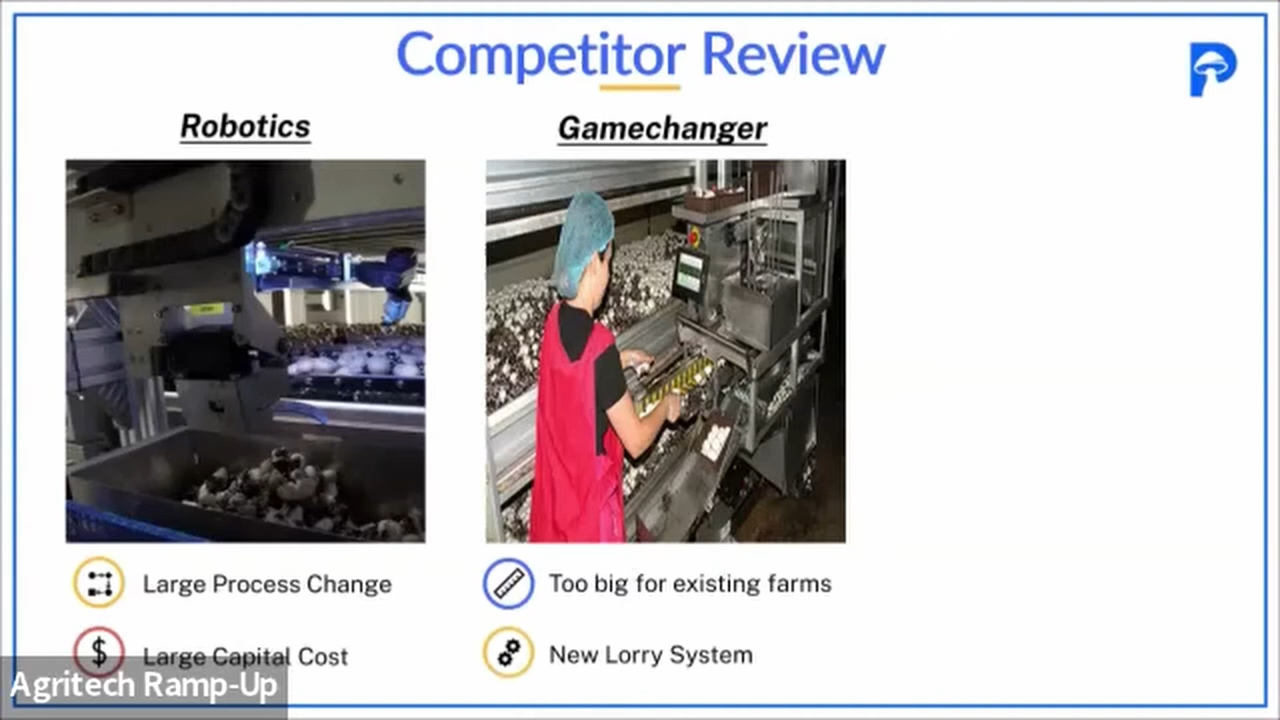 Competitor Review
Robotics
Gamechanger
Large Process Change
Too big for existing farms
$ Large Capital Cost
New Lorry System
Agritech Ramp-Up